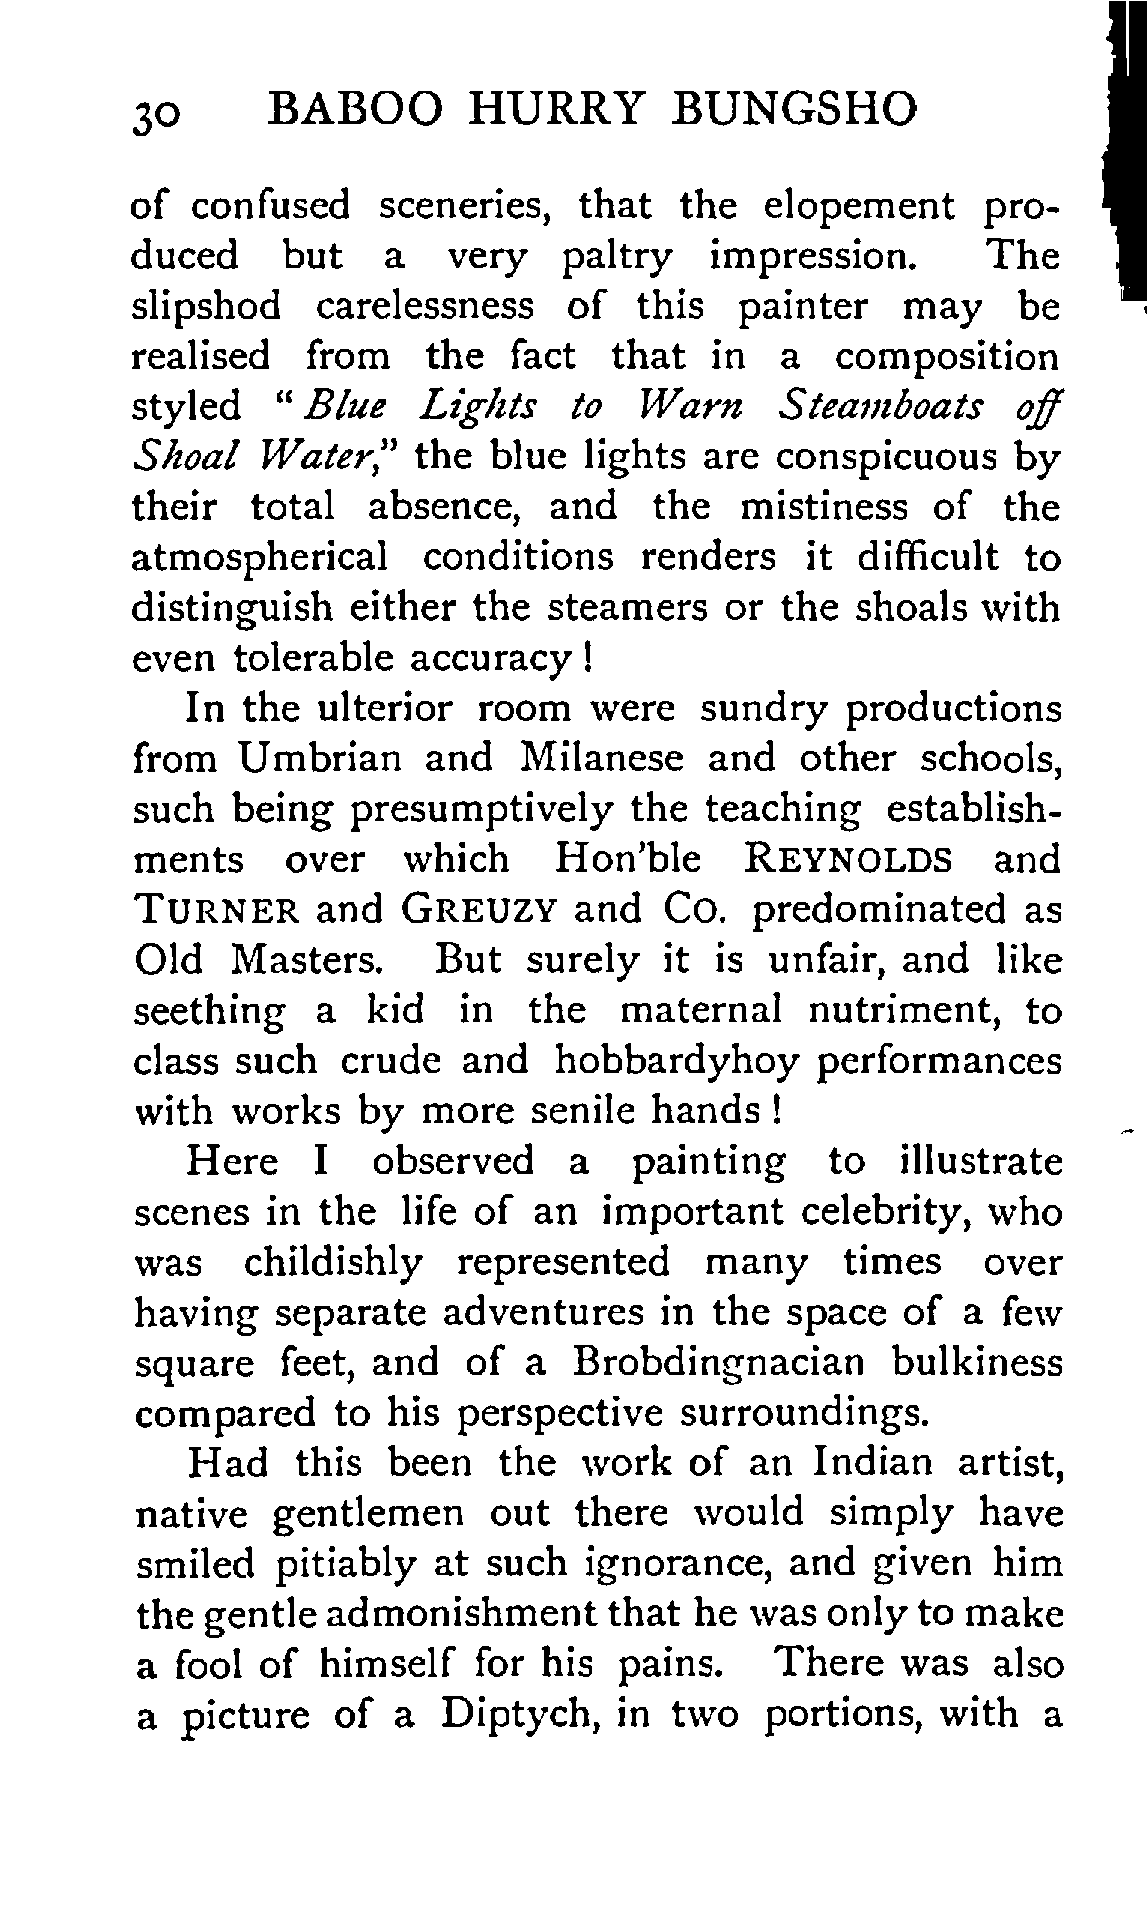 30 BABOO HURRY BUNGSHO
of confused sceneries, that the elopement pro-
duced but a very paltry impression. The
slipshod carelessness of this painter may be
realised from the fact that in a composition
styled “ Blue Lights to Warn Steamboats off
Shoal Water,” the blue lights are conspicuous by
their total absence, and the mistiness of the
atmospherical conditions renders it difficult to
distinguish either the steamers or the shoals with
even tolerable accuracy !
In the ulterior room were sundry productions
from Umbrian and Milanese and other schools,
such being presumptively the teaching establish-
ments over which Hon’ble REYNOLDS and
TURNER and GREUZY and Co. predominated as
Old Masters. But surely it is unfair, and like
seething a kid in the maternal nutriment, to
class such crude and hobbardyhoy performances
with works by more senile hands !
Here I observed a painting to illustrate
scenes in the life of an important celebrity, who
was childishly represented many times over
having separate adventures in the space of a few
square feet, and of a Brobdingnacian bulkiness
compared to his perspective surroundings.
Had this been the work of an Indian artist,
native gentlemen out there would simply have
smiled pitiably at such ignorance, and given him
the gentle admonishment that he was only to make
a fool of himself for his pains. There was also
a picture of a Diptych, in two portions, with a